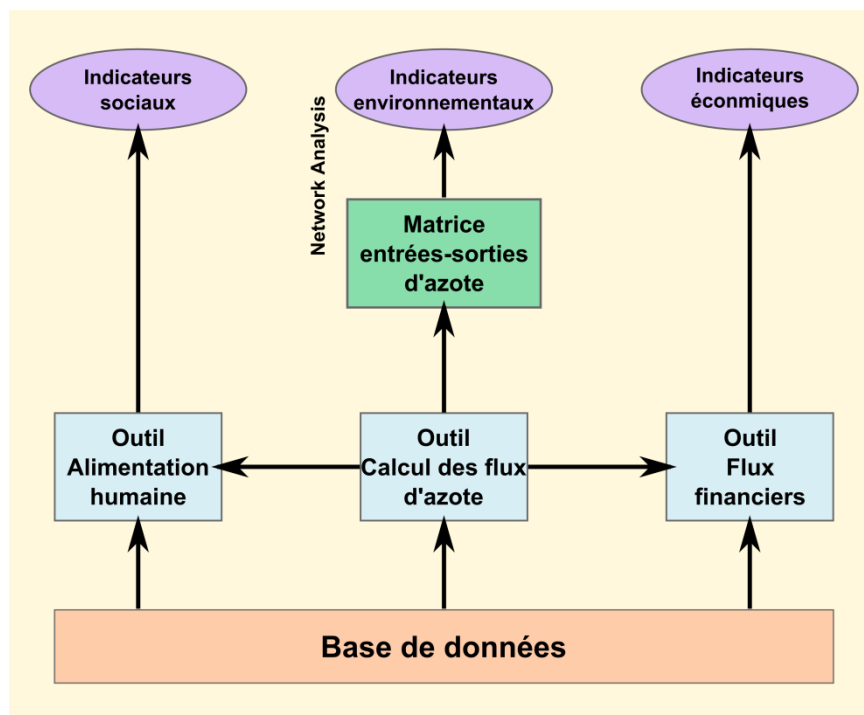 Indicateurs
sociaux
Indicateurs
environnementaux
Indicateurs
éconmiques
Network Analysis
Matrice
entrées-sorties
d'azote
Outil
Alimentation
humaine
Outil
Calcul des flux
d'azote
Outil
Flux
financiers
Base de données